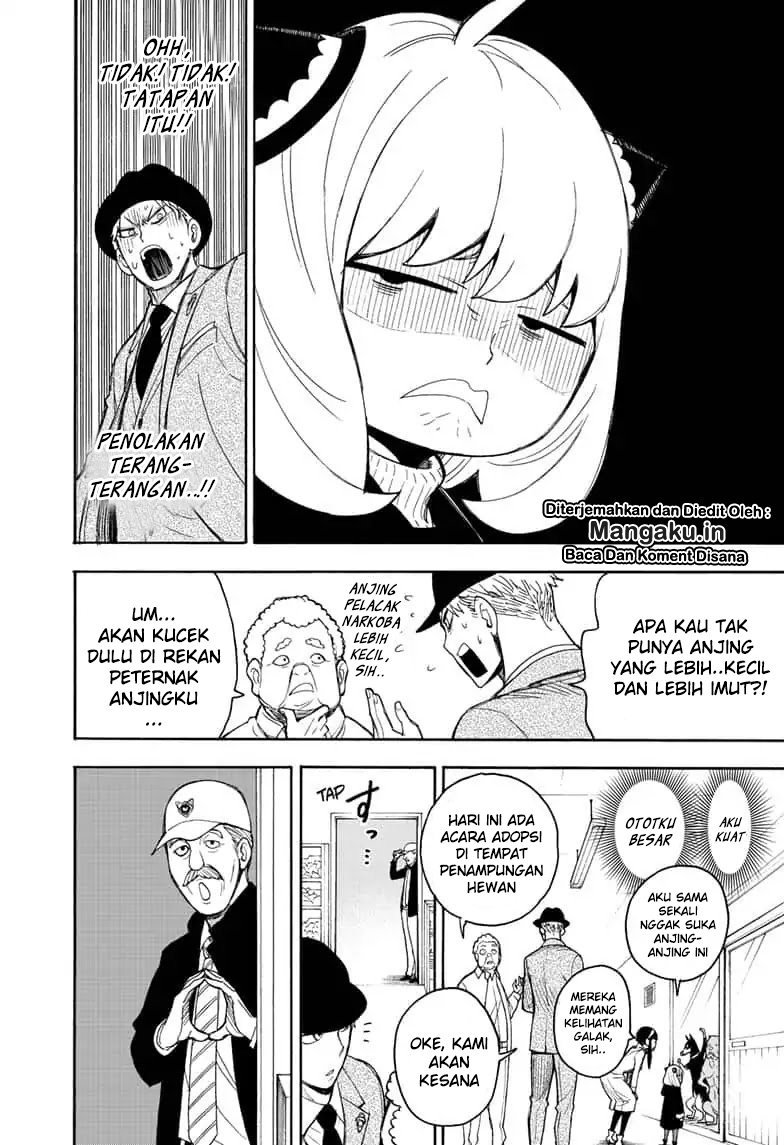 OHH,
TIDAK! TIDAK!
TATAPAN
ITU!!
PENOLAKAN
TERANG-
TERANGAN...!!
Diterjemahkan dan Diedit Oleh :
Mangaku.in
Baca Dan Koment Disana
APA KAU TAK
PUNYA ANJING
YANG LEBIH..KECIL
DAN LEBIH IMUT?!
ANJING
PELACAK
NARKOBA
LEBIH
KECIL,
SIH..
UM...
AKAN KUCEK
DULU DI REKAN
PETERNAK
ANJINGKU
...
AKU
KUAT
OTOTKU
BESAR
AKU SAMA
SEKALI
NGGAK SUKA
ANJING-
ANJING INI
MEREKA
MEMANG
KELIHATAN
GALAK,
SIH..
HARI INI ADA
ACARA ADOPSI
DI TEMPAT
PENAMPUNGAN
HEWAN
OKE, KAMI
AKAN
KESANA
TAP
すっ…